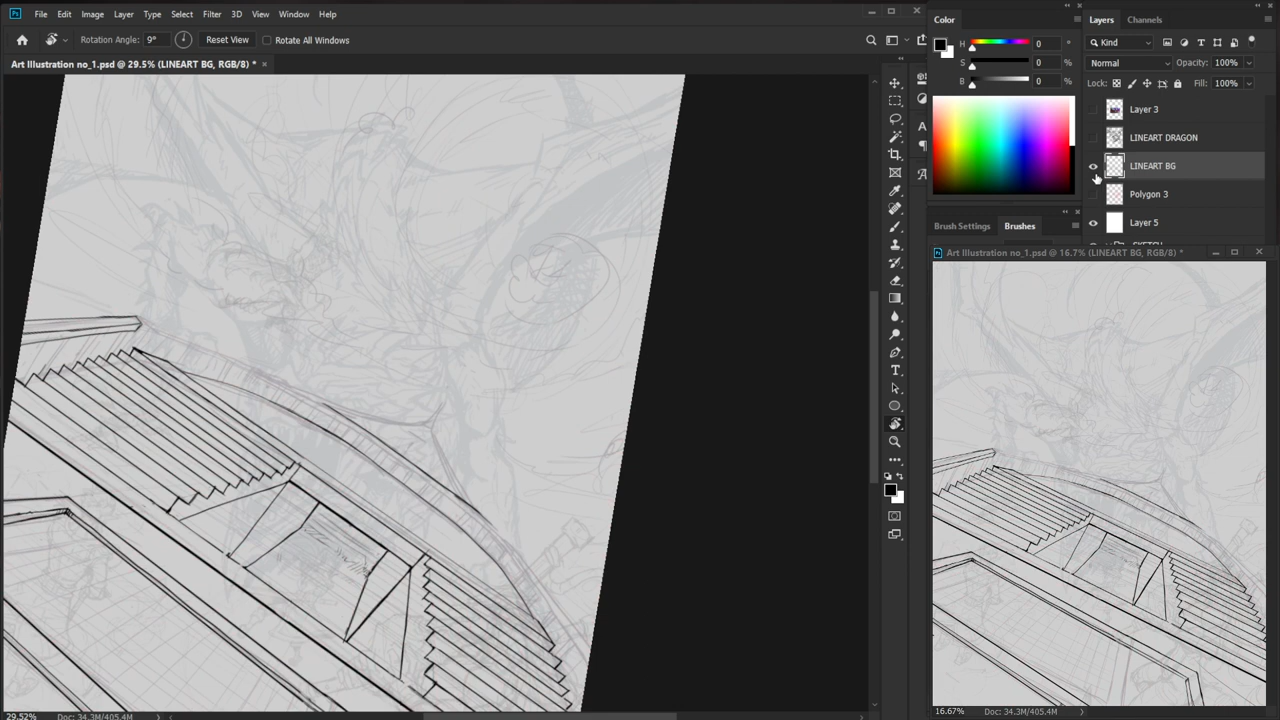 Ps File Edit Image Layer Type Select Filter 3D View Window Help
Rotation Angle: 9° Reset View Rotate All Windows
Art Illustration no_1.psd @ 29.5% (LINEART BG, RGB/8) *
29.52% Doc: 34.3M/405.4M
Color
H 0 °
S 0 %
B 0 %
Brush Settings Brushes
Layers Channels
Kind
Normal Opacity: 100%
Lock: Fill: 100%
Layer 3
LINEART DRAGON
LINEART BG
Polygon 3
Layer 5
SKETCH
Art Illustration no_1.psd @ 16.7% (LINEART BG, RGB/8) *
16.67% Doc: 34.3M/405.4M